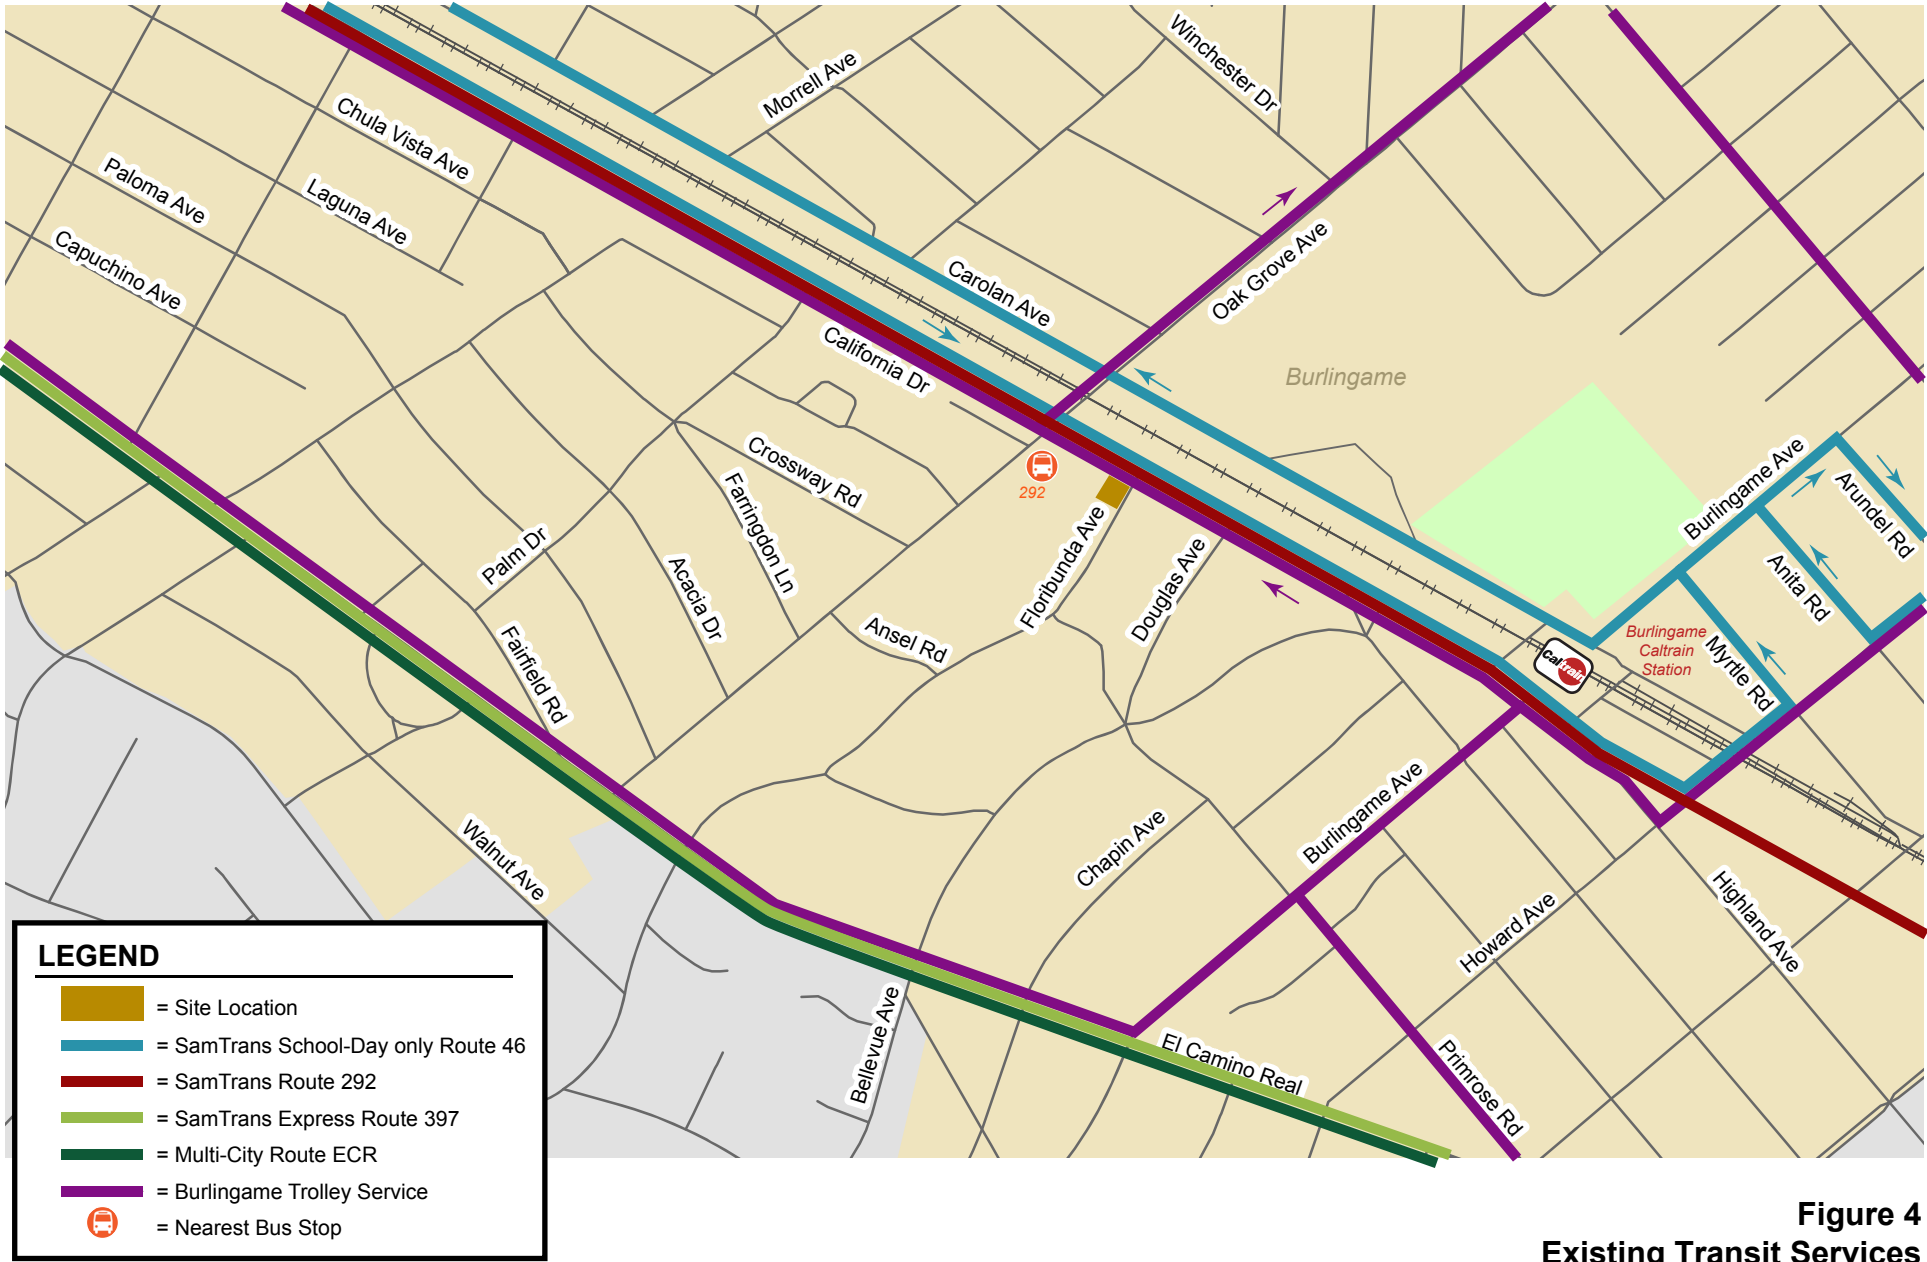 Winchester Dr
Morrell Ave
Chula Vista Ave
Paloma Ave
Laguna Ave
Capuchino Ave
Carolan Ave
Oak Grove Ave
California Dr
Burlingame
Crossway Rd
292
Farringdon Ln
Floribunda Ave
Burlingame Ave
Arundel Rd
Palm Dr
Acacia Dr
Douglas Ave
Anita Rd
Ansel Rd
Fairfield Rd
Burlingame
Caltrain
Station
Caltrain
Myrtle Rd
Walnut Ave
Chapin Ave
Burlingame Ave
Howard Ave
Highland Ave
Bellevue Ave
El Camino Real
Primrose Rd
LEGEND
= Site Location
= SamTrans School-Day only Route 46
= SamTrans Route 292
= SamTrans Express Route 397
= Multi-City Route ECR
= Burlingame Trolley Service
= Nearest Bus Stop
Figure 4
Existing Transit Services